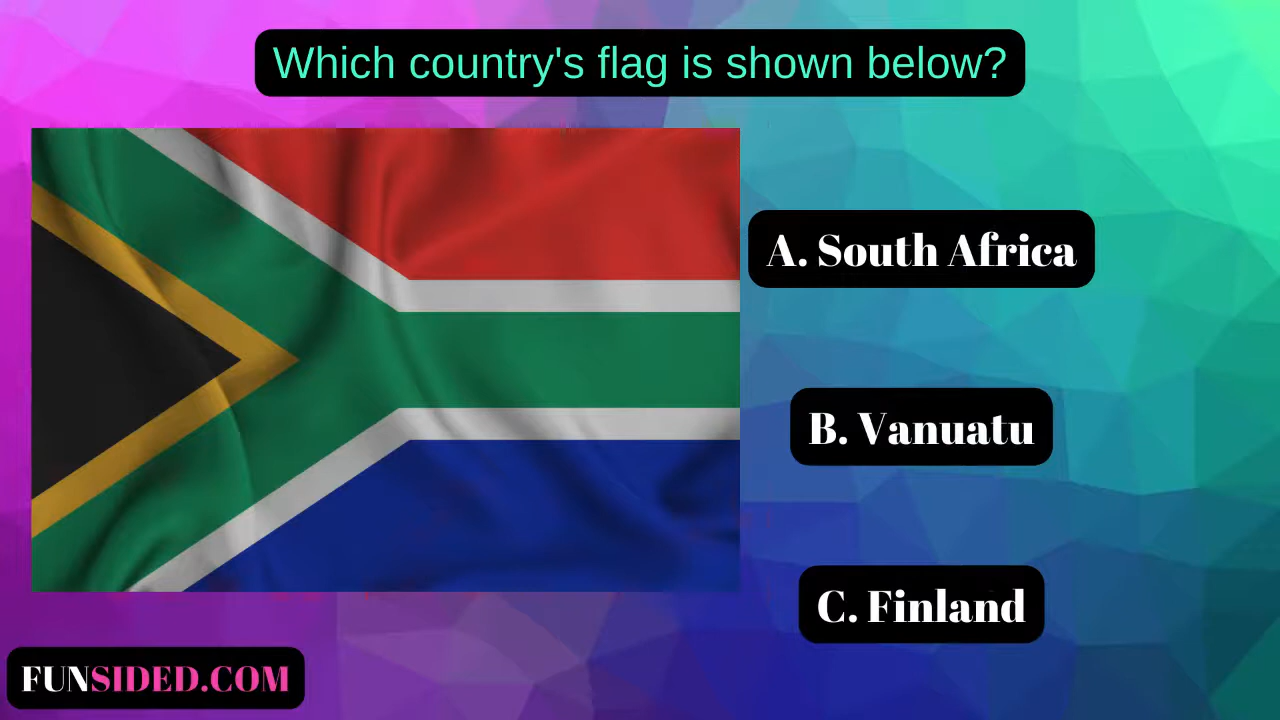 Which country's flag is shown below?
A. South Africa
B. Vanuatu
C. Finland
FUNSIDED.COM